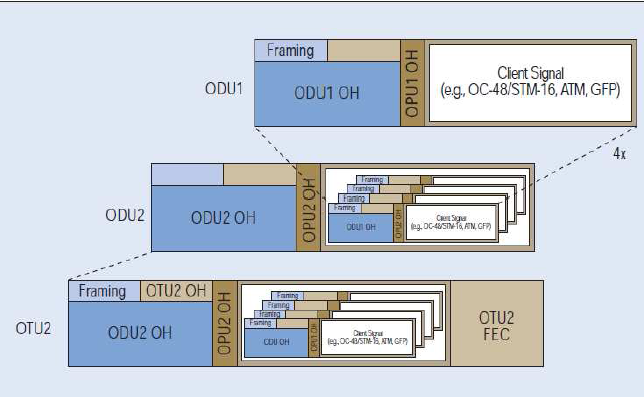 Framing
ODU1
ODU1 OH
OPU1 OH
Client Signal
(e.g., OC-48/STM-16, ATM, GFP)
4x
ODU2
ODU2 OH
OPU2 OH
Framing
Framing
Framing
Framing
ODU1 OH
Client Signal
(e.g., OC-48/STM-16, ATM, GFP)
Framing
OTU2 OH
OTU2
ODU2 OH
OPU2 OH
Framing
Framing
Framing
Framing
OPU1 OH
Client Signal
(e.g., OC-48/STM-16, ATM, GFP)
OTU2
FEC